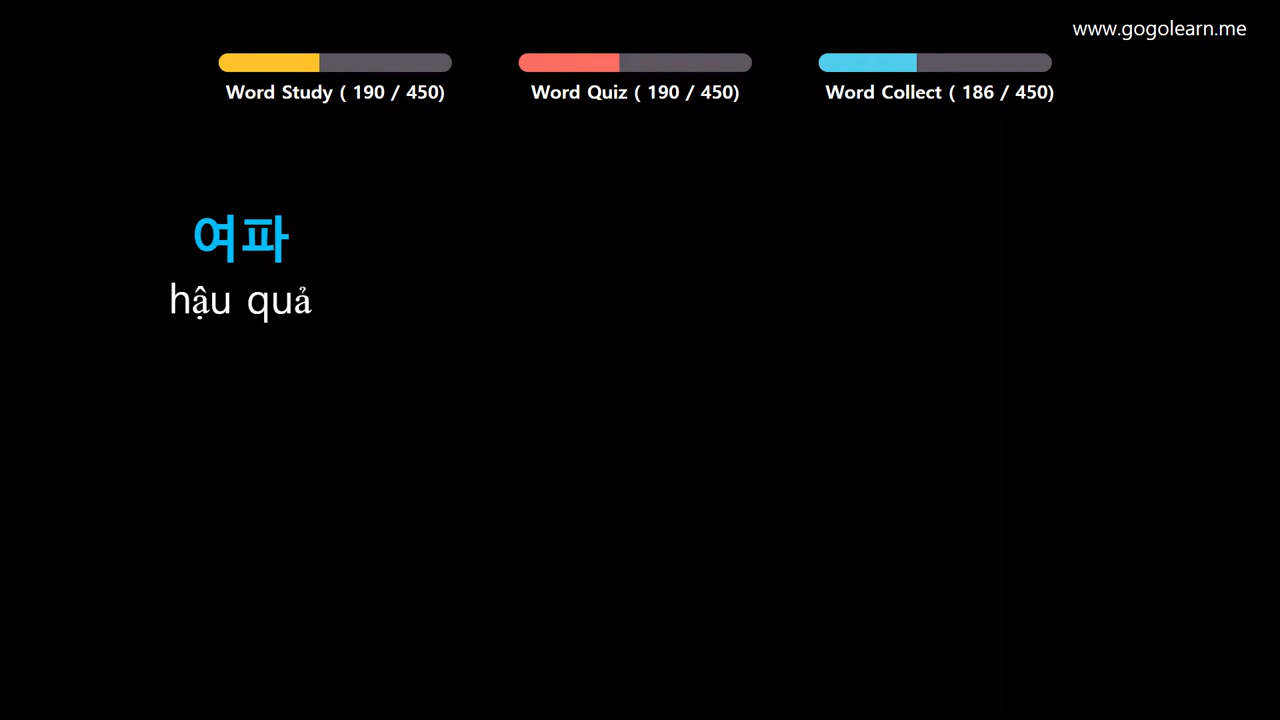 www.gogolearn.me
Word Study ( 190 / 450)
Word Quiz ( 190 / 450)
Word Collect ( 186 / 450)
여파
hậu quả